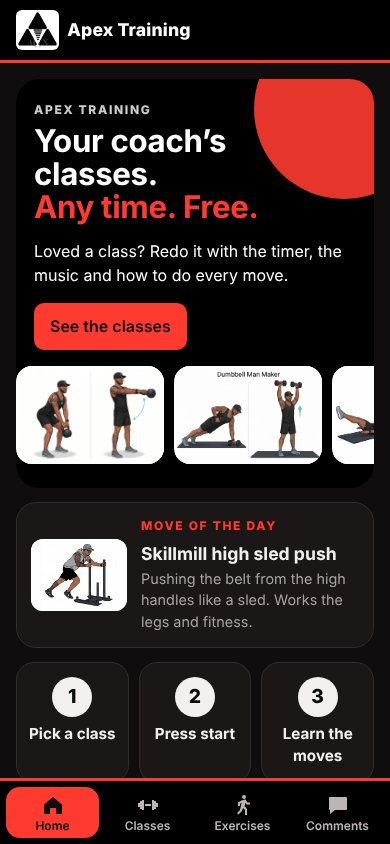 Apex Training
APEX TRAINING
Your coach’s
classes.
Any time. Free.
Loved a class? Redo it with the timer, the
music and how to do every move.
See the classes
Dumbbell Man Maker
MOVE OF THE DAY
Skillmill high sled push
Pushing the belt from the high
handles like a sled. Works the
legs and fitness.
1
Pick a class
2
Press start
3
Learn the
moves
Home
Classes
Exercises
Comments